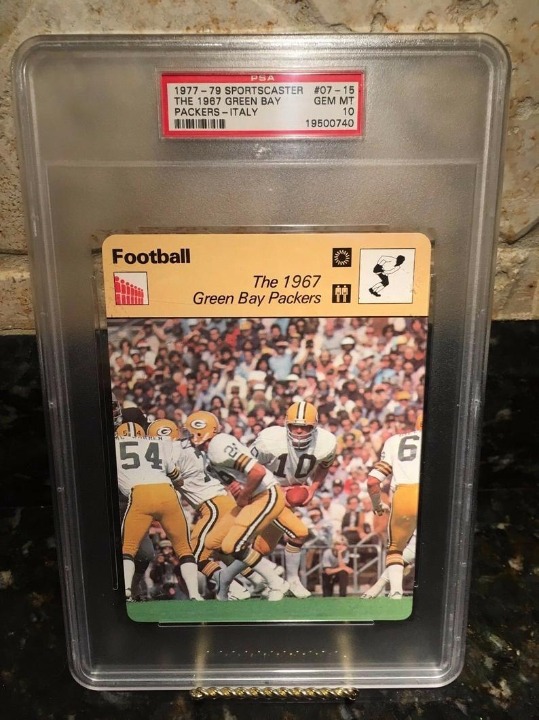 PSA
1977-79 SPORTSCASTER #07-15
THE 1967 GREEN BAY GEM MT
PACKERS-ITALY 10
19500740
Football
The 1967
Green Bay Packers
54
G
G
2
10
6